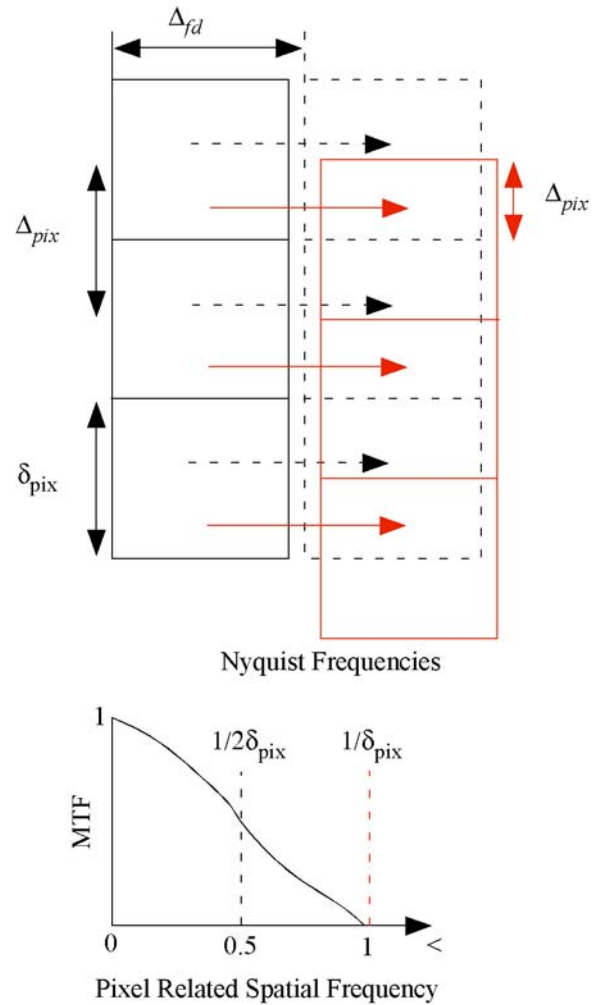 Δfd
Δpix
Δpix
δpix
Nyquist Frequencies
1
1/2δpix
1/δpix
MTF
0
0.5
1
<
Pixel Related Spatial Frequency